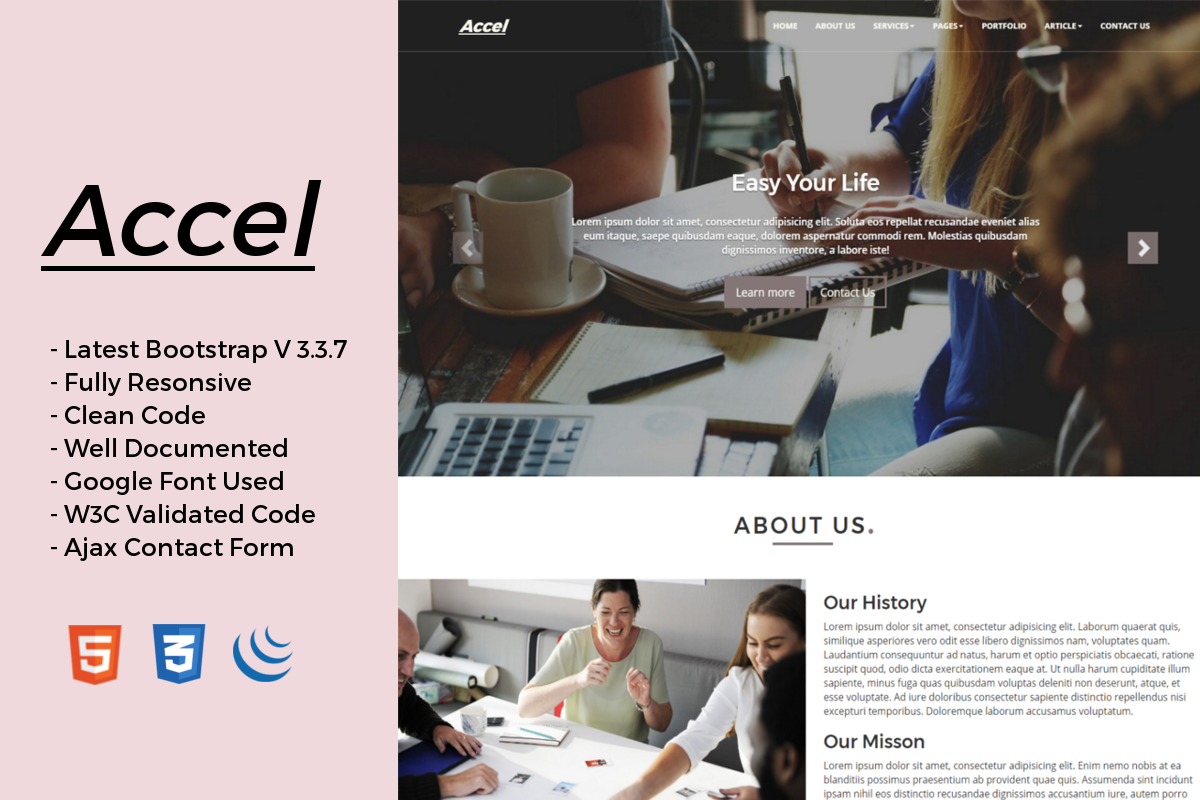 Accel
- Latest Bootstrap V 3.3.7
- Fully Resonsive
- Clean Code
- Well Documented
- Google Font Used
- W3C Validated Code
- Ajax Contact Form
5
3
Accel
HOME ABOUT US SERVICES PAGES PORTFOLIO ARTICLE CONTACT US
Easy Your Life
Lorem ipsum dolor sit amet, consectetur adipisicing elit. Soluta eos repellat recusandae eveniet alias
eum itaque, saepe quibusdam eaque, dolorem aspernatur commodi rem. Molestias quibusdam
dignissimos inventore, a labore iste!
Learn more Contact Us
ABOUT US.
Our History
Lorem ipsum dolor sit amet, consectetur adipisicing elit. Laborum quaerat quis,
similique asperiores vero odit esse libero dignissimos nam, voluptates quam.
Laudantium consequuntur ad natus, harum et optio perspiciatis obcaecati, ratione
suscipit quod, odio dicta exercitationem eaque at. Ut nulla harum cupiditate illum
sapiente, minus fuga quas quibusdam voluptas deleniti non deserunt, atque, et
esse voluptate. Ad iure doloribus consectetur sapiente distinctio repellendus nisi
excepturi temporibus. Doloremque laborum accusamus voluptatum.
Our Misson
Lorem ipsum dolor sit amet, consectetur adipisicing elit. Enim nemo nobis at ea
blanditiis possimus praesentium ab provident quae quis. Assumenda sint incidunt
ipsam nihil eos distinctio recusandae dignissimos accusantium iure, autem porro